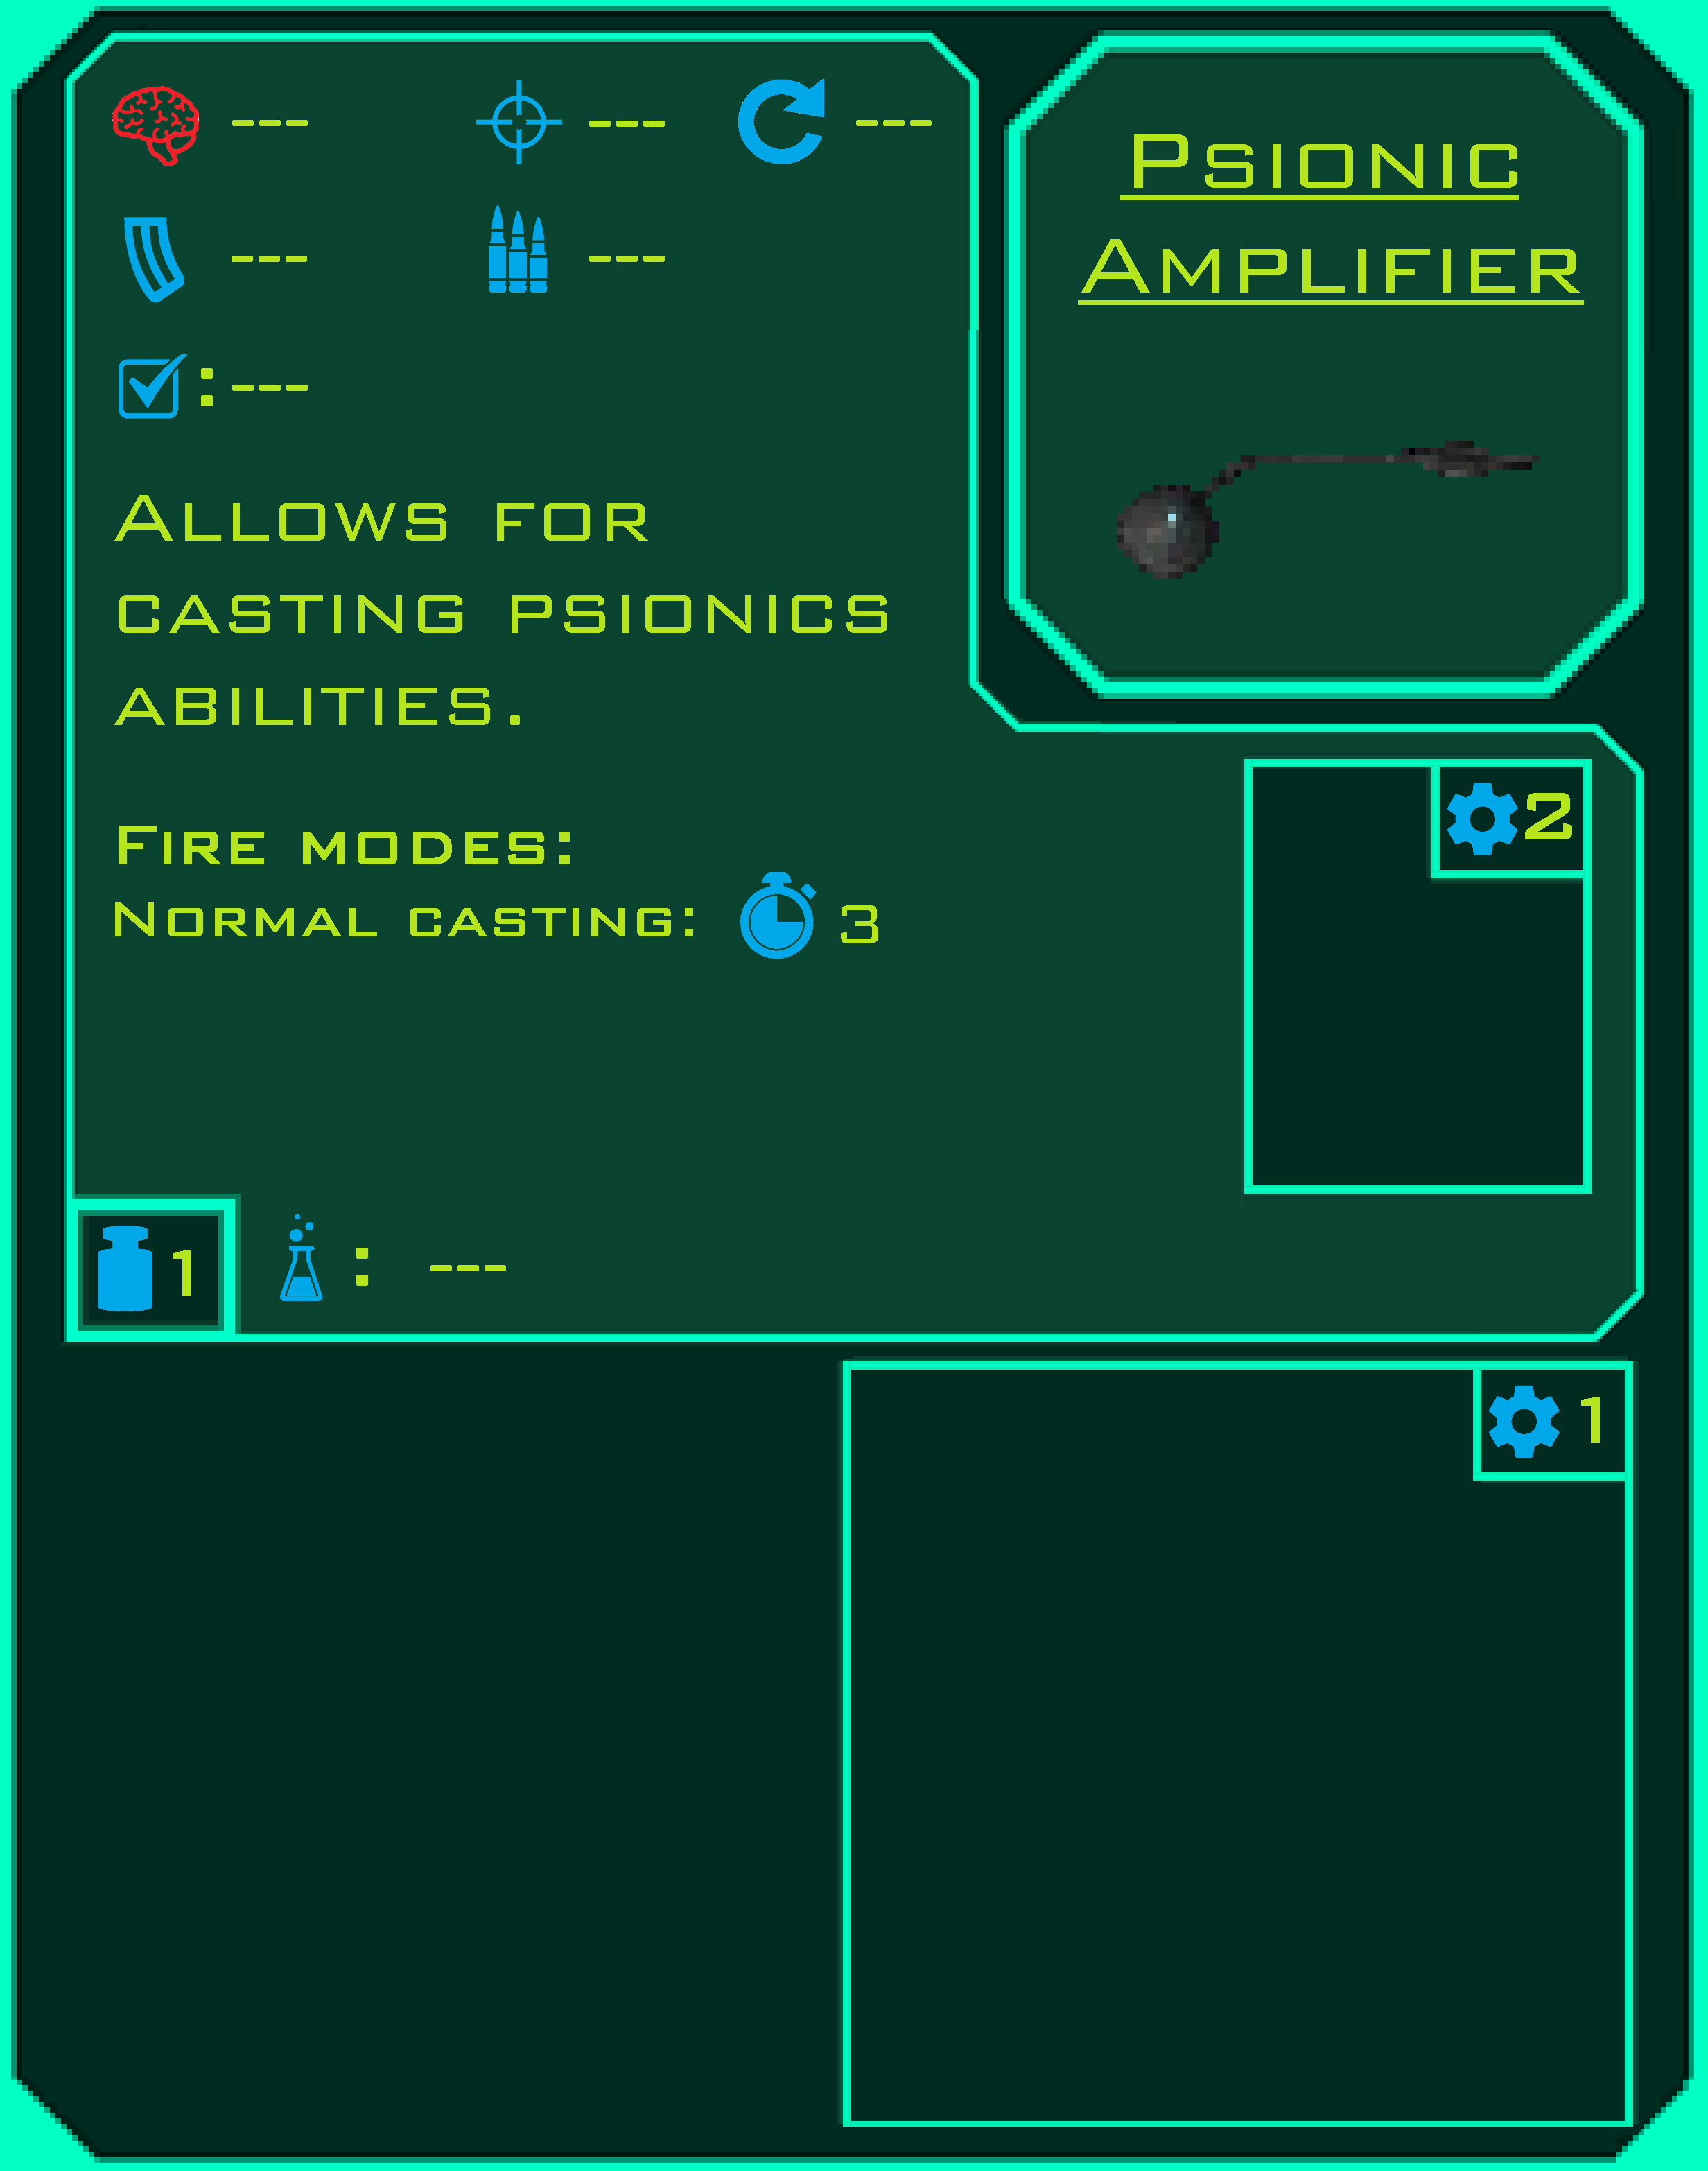 --- --- ---
PSIONIC
AMPLIFIER
--- ---
: ---
ALLOWS FOR
CASTING PSIONICS
ABILITIES.
FIRE MODES:
NORMAL CASTING: 3
2
1
: ---
1